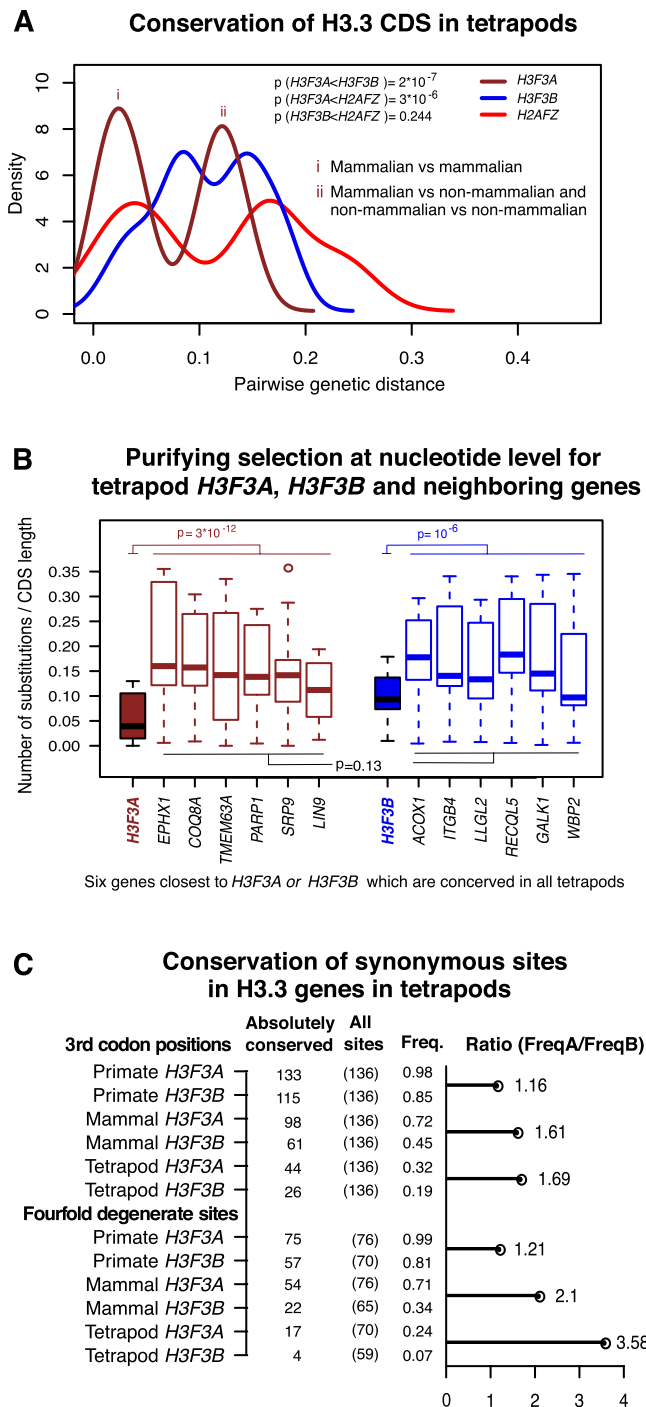 A
Conservation of H3.3 CDS in tetrapods
p (H3F3A<H3F3B )= 2*10-7
p (H3F3A<H2AFZ )= 3*10-6
p (H3F3B<H2AFZ )= 0.244
H3F3A
H3F3B
H2AFZ
i
ii
i Mammalian vs mammalian
ii Mammalian vs non-mammalian and
non-mammalian vs non-mammalian
Density
10
8
6
4
2
0
0.0 0.1 0.2 0.3 0.4
Pairwise genetic distance
B
Purifying selection at nucleotide level for
tetrapod H3F3A, H3F3B and neighboring genes
p= 3*10-12
p= 10-6
Number of substitutions / CDS length
0.35
0.30
0.25
0.20
0.15
0.10
0.05
0.00
p=0.13
H3F3A
EPHX1
COQ8A
TMEM63A
PARP1
SRP9
LIN9
H3F3B
ACOX1
ITGB4
LLGL2
RECQL5
GALK1
WBP2
Six genes closest to H3F3A or H3F3B which are concerved in all tetrapods
C
Conservation of synonymous sites
in H3.3 genes in tetrapods
3rd codon positions
Absolutely
conserved
All
sites
Freq.
Ratio (FreqA/FreqB)
Primate H3F3A 133 (136) 0.98
1.16
Primate H3F3B 115 (136) 0.85
Mammal H3F3A 98 (136) 0.72
1.61
Mammal H3F3B 61 (136) 0.45
Tetrapod H3F3A 44 (136) 0.32
1.69
Tetrapod H3F3B 26 (136) 0.19
Fourfold degenerate sites
Primate H3F3A 75 (76) 0.99
1.21
Primate H3F3B 57 (70) 0.81
Mammal H3F3A 54 (76) 0.71
2.1
Mammal H3F3B 22 (65) 0.34
Tetrapod H3F3A 17 (70) 0.24
3.58
Tetrapod H3F3B 4 (59) 0.07
0 1 2 3 4